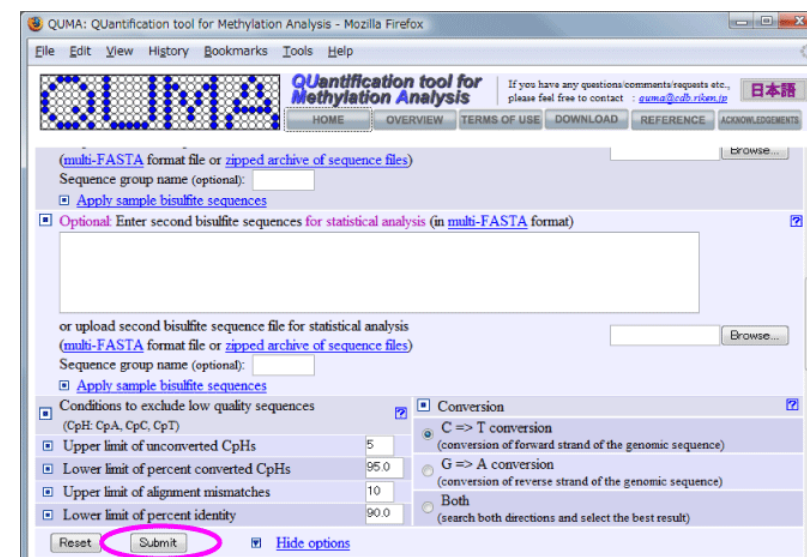 QUMA: QUantification tool for Methylation Analysis - Mozilla Firefox
File Edit View History Bookmarks Tools Help
QUMA
QUantification tool for
Methylation Analysis
If you have any questions/comments/requests etc.,
please feel free to contact : quma@cdb.riken.jp
日本語
HOME OVERVIEW TERMS OF USE DOWNLOAD REFERENCE ACKNOWLEDGEMENTS
(multi-FASTA format file or zipped archive of sequence files)
Browse...
Sequence group name (optional):
Apply sample bisulfite sequences
Optional: Enter second bisulfite sequences for statistical analysis (in multi-FASTA format) ?
or upload second bisulfite sequence file for statistical analysis
(multi-FASTA format file or zipped archive of sequence files)
Browse...
Sequence group name (optional):
Apply sample bisulfite sequences
Conditions to exclude low quality sequences ?
(CpH: CpA, CpC, CpT)
Upper limit of unconverted CpHs 5
Lower limit of percent converted CpHs 95.0
Upper limit of alignment mismatches 10
Lower limit of percent identity 90.0
Conversion ?
C => T conversion
(conversion of forward strand of the genomic sequence)
G => A conversion
(conversion of reverse strand of the genomic sequence)
Both
(search both directions and select the best result)
Reset Submit Hide options